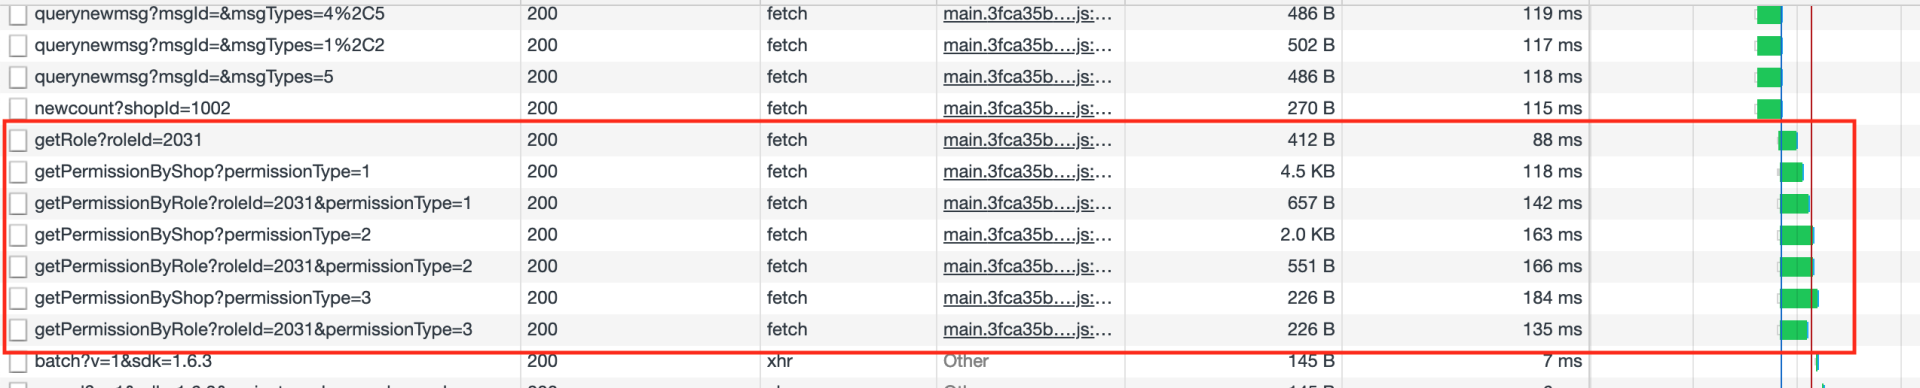 querynewmsg?msgId=&msgTypes=4%2C5 200 fetch main.3fca35b….js:… 486 B 119 ms
querynewmsg?msgId=&msgTypes=1%2C2 200 fetch main.3fca35b….js:… 502 B 117 ms
querynewmsg?msgId=&msgTypes=5 200 fetch main.3fca35b….js:… 486 B 118 ms
newcount?shopId=1002 200 fetch main.3fca35b….js:… 270 B 115 ms
getRole?roleId=2031 200 fetch main.3fca35b….js:… 412 B 88 ms
getPermissionByShop?permissionType=1 200 fetch main.3fca35b….js:… 4.5 KB 118 ms
getPermissionByRole?roleId=2031&permissionType=1 200 fetch main.3fca35b….js:… 657 B 142 ms
getPermissionByShop?permissionType=2 200 fetch main.3fca35b….js:… 2.0 KB 163 ms
getPermissionByRole?roleId=2031&permissionType=2 200 fetch main.3fca35b….js:… 551 B 166 ms
getPermissionByShop?permissionType=3 200 fetch main.3fca35b….js:… 226 B 184 ms
getPermissionByRole?roleId=2031&permissionType=3 200 fetch main.3fca35b….js:… 226 B 135 ms
batch?v=1&sdk=1.6.3 200 xhr Other 145 B 7 ms